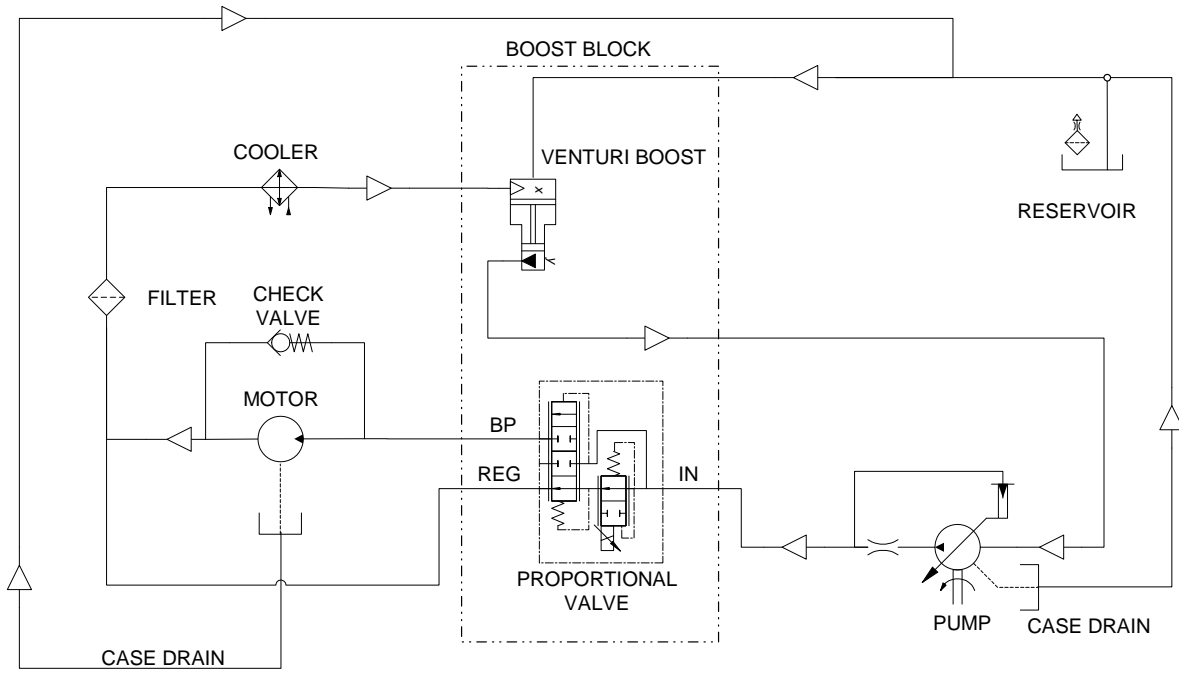 BOOST BLOCK
COOLER
VENTURI BOOST
x
y
RESERVOIR
FILTER
CHECK
VALVE
MOTOR
BP
REG
IN
PROPORTIONAL
VALVE
PUMP
CASE DRAIN
CASE DRAIN